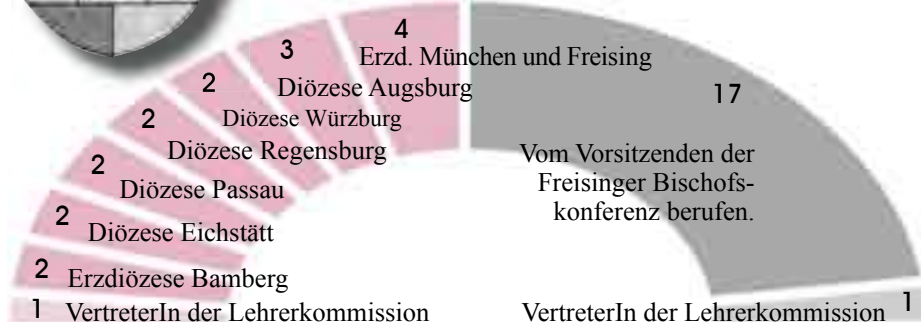 4
Erzd. München und Freising
3
Diözese Augsburg
2
Diözese Würzburg
2
Diözese Regensburg
2
Diözese Passau
2
Diözese Eichstätt
2
Erzdiözese Bamberg
1
VertreterIn der Lehrerkommission
17
Vom Vorsitzenden der
Freisinger Bischofs-
konferenz berufen.
VertreterIn der Lehrerkommission
1